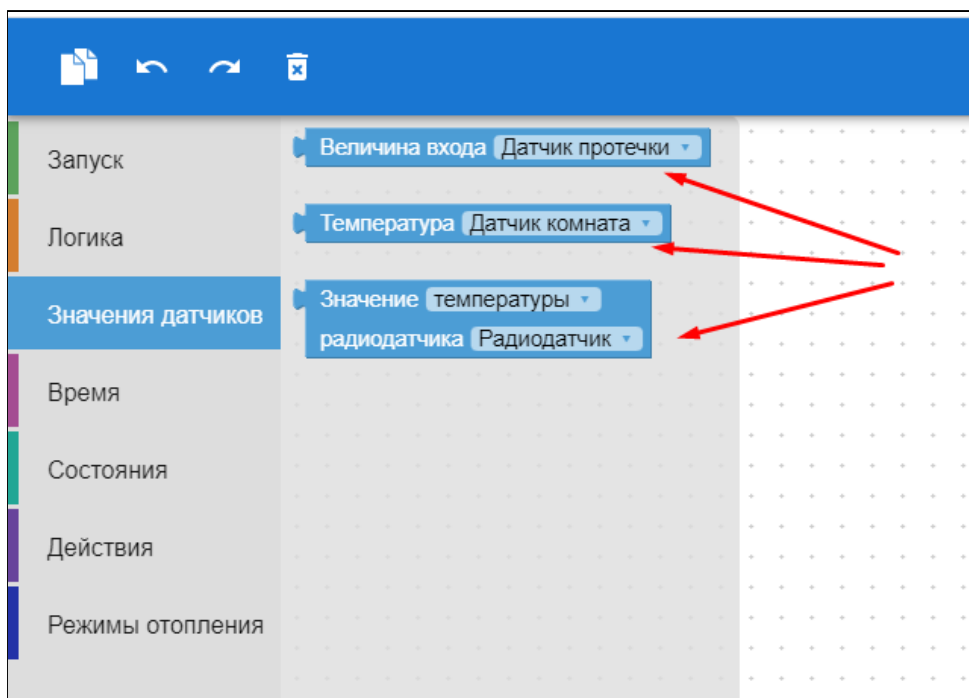 Запуск
Логика
Значения датчиков
Время
Состояния
Действия
Режимы отопления
Величина входа Датчик протечки
Температура Датчик комната
Значение температуры
радиодатчика Радиодатчик